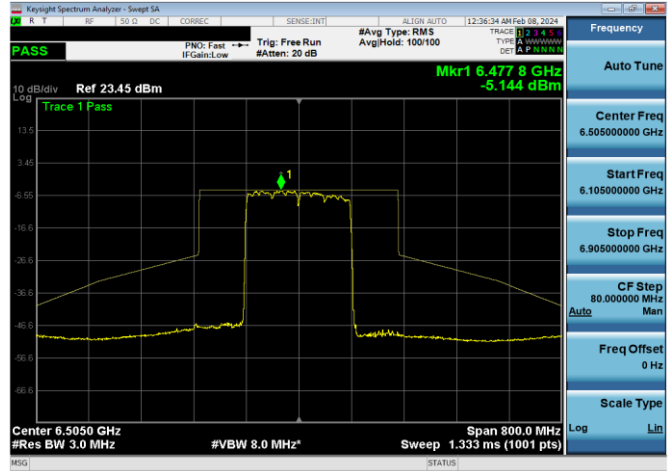 Keysight Spectrum Analyzer - Swept SA
LXI R T RF 50 Ω DC CORREC SENSE:INT ALIGN AUTO 12:36:34 AM Feb 08, 2024
PASS
PNO: Fast
IFGain:Low
Trig: Free Run
#Atten: 20 dB
#Avg Type: RMS
Avg|Hold: 100/100
TRACE 1 2 3 4 5 6
TYPE A WWWWW
DET A P N N N N
Mkr1 6.477 8 GHz
-5.144 dBm
10 dB/div Ref 23.45 dBm
Log
Trace 1 Pass
1
13.5
3.45
-6.55
-16.6
-26.6
-36.6
-46.6
-56.6
-66.6
Center 6.5050 GHz
Span 800.0 MHz
#Res BW 3.0 MHz
#VBW 8.0 MHz*
Sweep 1.333 ms (1001 pts)
MSG
STATUS
Frequency
Auto Tune
Center Freq
6.505000000 GHz
Start Freq
6.105000000 GHz
Stop Freq
6.905000000 GHz
CF Step
80.000000 MHz
Auto Man
Freq Offset
0 Hz
Scale Type
Log Lin